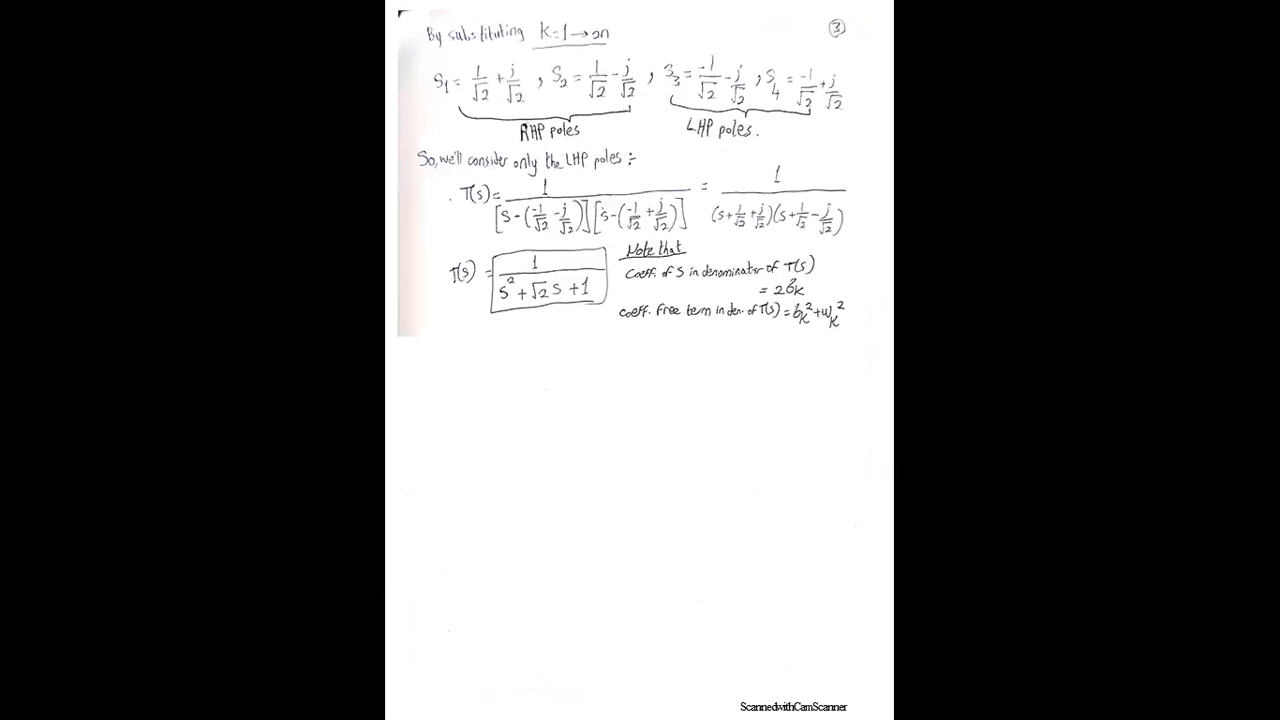 By substituting K=1→2n
③
S₁ = 1/√2 + j/√2 , S₂ = 1/√2 - j/√2 , S₃ = -1/√2 - j/√2 , S₄ = -1/√2 + j/√2
RHP poles
LHP poles.
So, we'll consider only the LHP poles :-
T(s) = 1 / [S-(-1/√2 - j/√2)][S-(-1/√2 + j/√2)] = 1 / (s+1/√2+j/√2)(s+1/√2-j/√2)
T(s) = 1 / S²+√2 S+1
Note that
Coeff. of S in denominator of T(s)
= 2б_K
Coeff. Free term in den. of T(s) = б_K² + w_K²
ScannedwithCamScanner